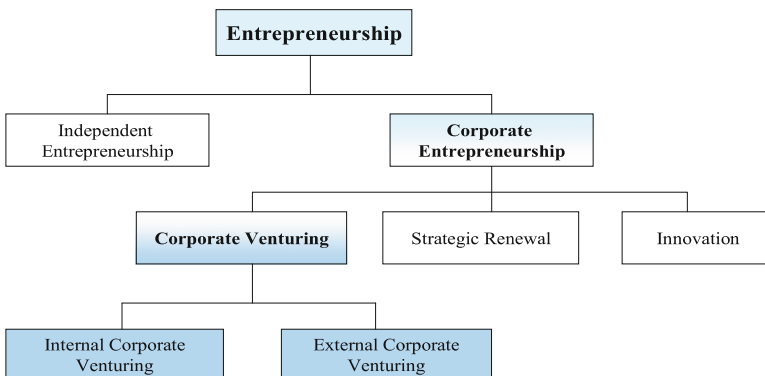 Entrepreneurship
Independent
Entrepreneurship
Corporate
Entrepreneurship
Corporate Venturing
Strategic Renewal
Innovation
Internal Corporate
Venturing
External Corporate
Venturing